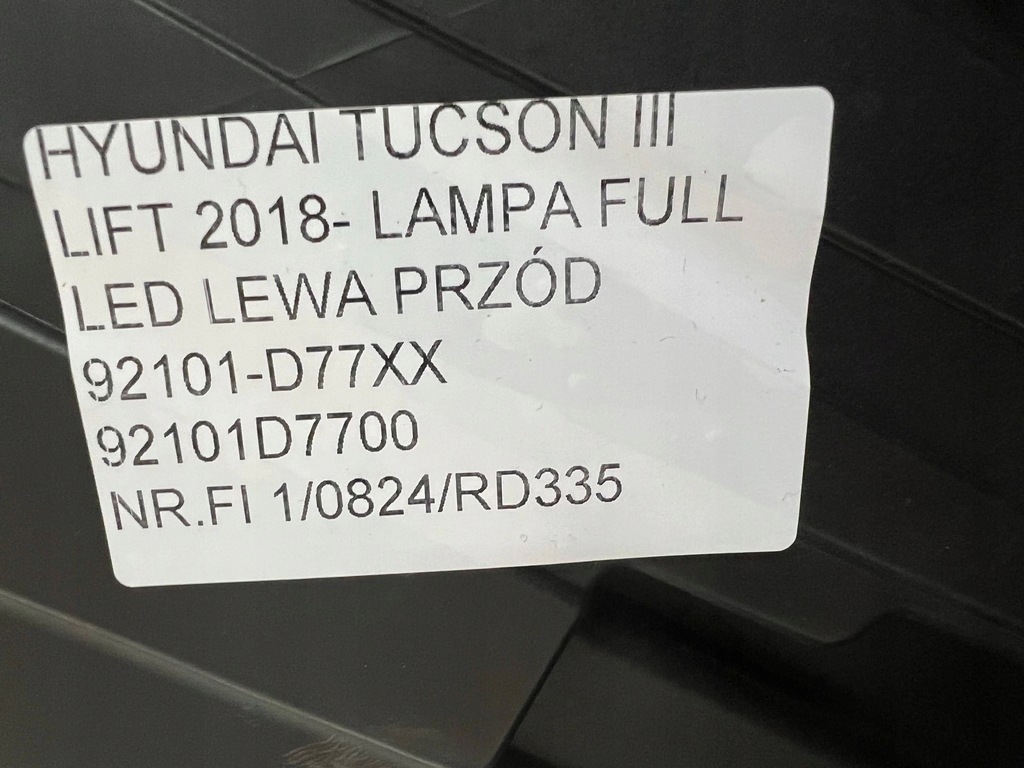 HYUNDAI TUCSON III
LIFT 2018- LAMPA FULL
LED LEWA PRZÓD
92101-D77XX
92101D7700
NR.FI 1/0824/RD335